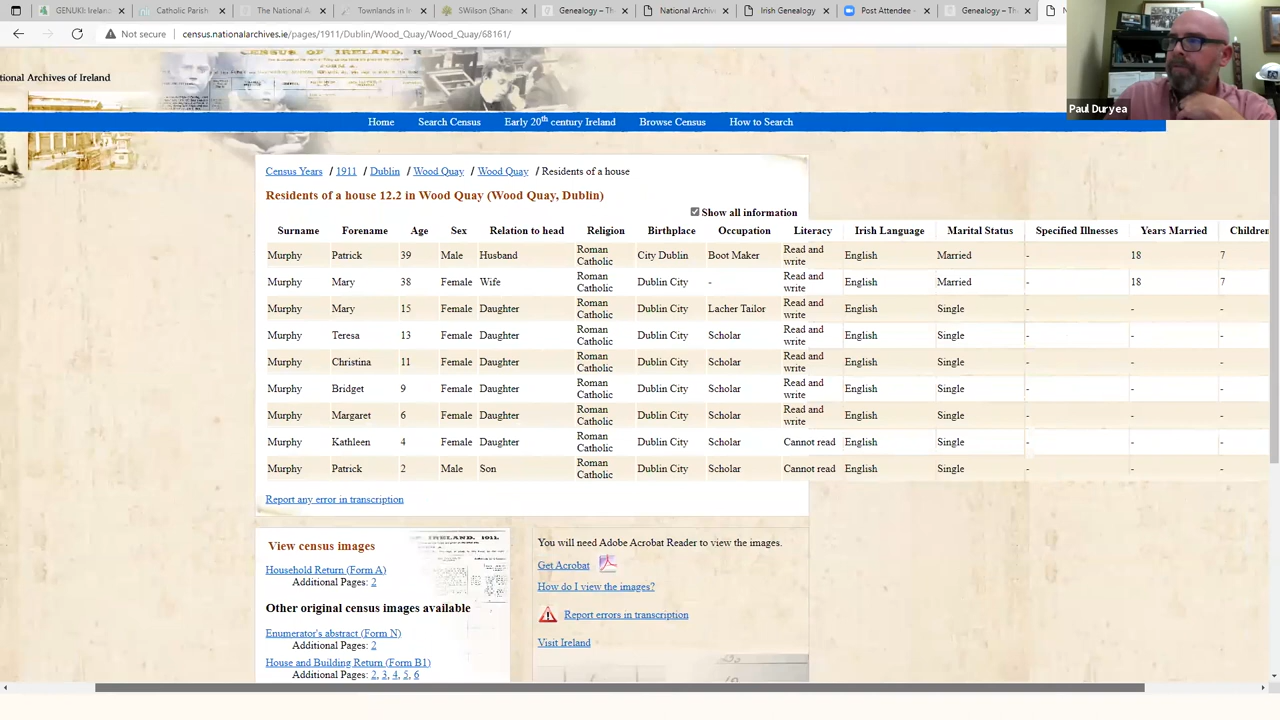 GENUKI: Ireland
Catholic Parish
The National A
Townlands in Ir
SWilson (Shane
Genealogy – Th
National Archiv
Irish Genealogy.
Post Attendee -
Genealogy – Th
Not secure
census.nationalarchives.ie/pages/1911/Dublin/Wood_Quay/Wood_Quay/68161/
CENSUS OF IRELAND,
Paul Duryea
tional Archives of Ireland
Home Search Census Early 20th century Ireland Browse Census How to Search
Census Years / 1911 / Dublin / Wood Quay / Wood Quay / Residents of a house
Residents of a house 12.2 in Wood Quay (Wood Quay, Dublin)
Show all information
Surname Forename Age Sex Relation to head Religion Birthplace Occupation Literacy Irish Language Marital Status Specified Illnesses Years Married Children
Murphy Patrick 39 Male Husband Roman Catholic City Dublin Boot Maker Read and write English Married - 18 7
Murphy Mary 38 Female Wife Roman Catholic Dublin City - Read and write English Married - 18 7
Murphy Mary 15 Female Daughter Roman Catholic Dublin City Lacher Tailor Read and write English Single - - -
Murphy Teresa 13 Female Daughter Roman Catholic Dublin City Scholar Read and write English Single - - -
Murphy Christina 11 Female Daughter Roman Catholic Dublin City Scholar Read and write English Single - - -
Murphy Bridget 9 Female Daughter Roman Catholic Dublin City Scholar Read and write English Single - - -
Murphy Margaret 6 Female Daughter Roman Catholic Dublin City Scholar Read and write English Single - - -
Murphy Kathleen 4 Female Daughter Roman Catholic Dublin City Scholar Cannot read English Single - - -
Murphy Patrick 2 Male Son Roman Catholic Dublin City Scholar Cannot read English Single - - -
Report any error in transcription
View census images
IRELAND, 1911.
Household Return (Form A)
Additional Pages: 2
Other original census images available
Enumerator's abstract (Form N)
Additional Pages: 2
House and Building Return (Form B1)
Additional Pages: 2, 3, 4, 5, 6
You will need Adobe Acrobat Reader to view the images.
Get Acrobat
How do I view the images?
Report errors in transcription
Visit Ireland